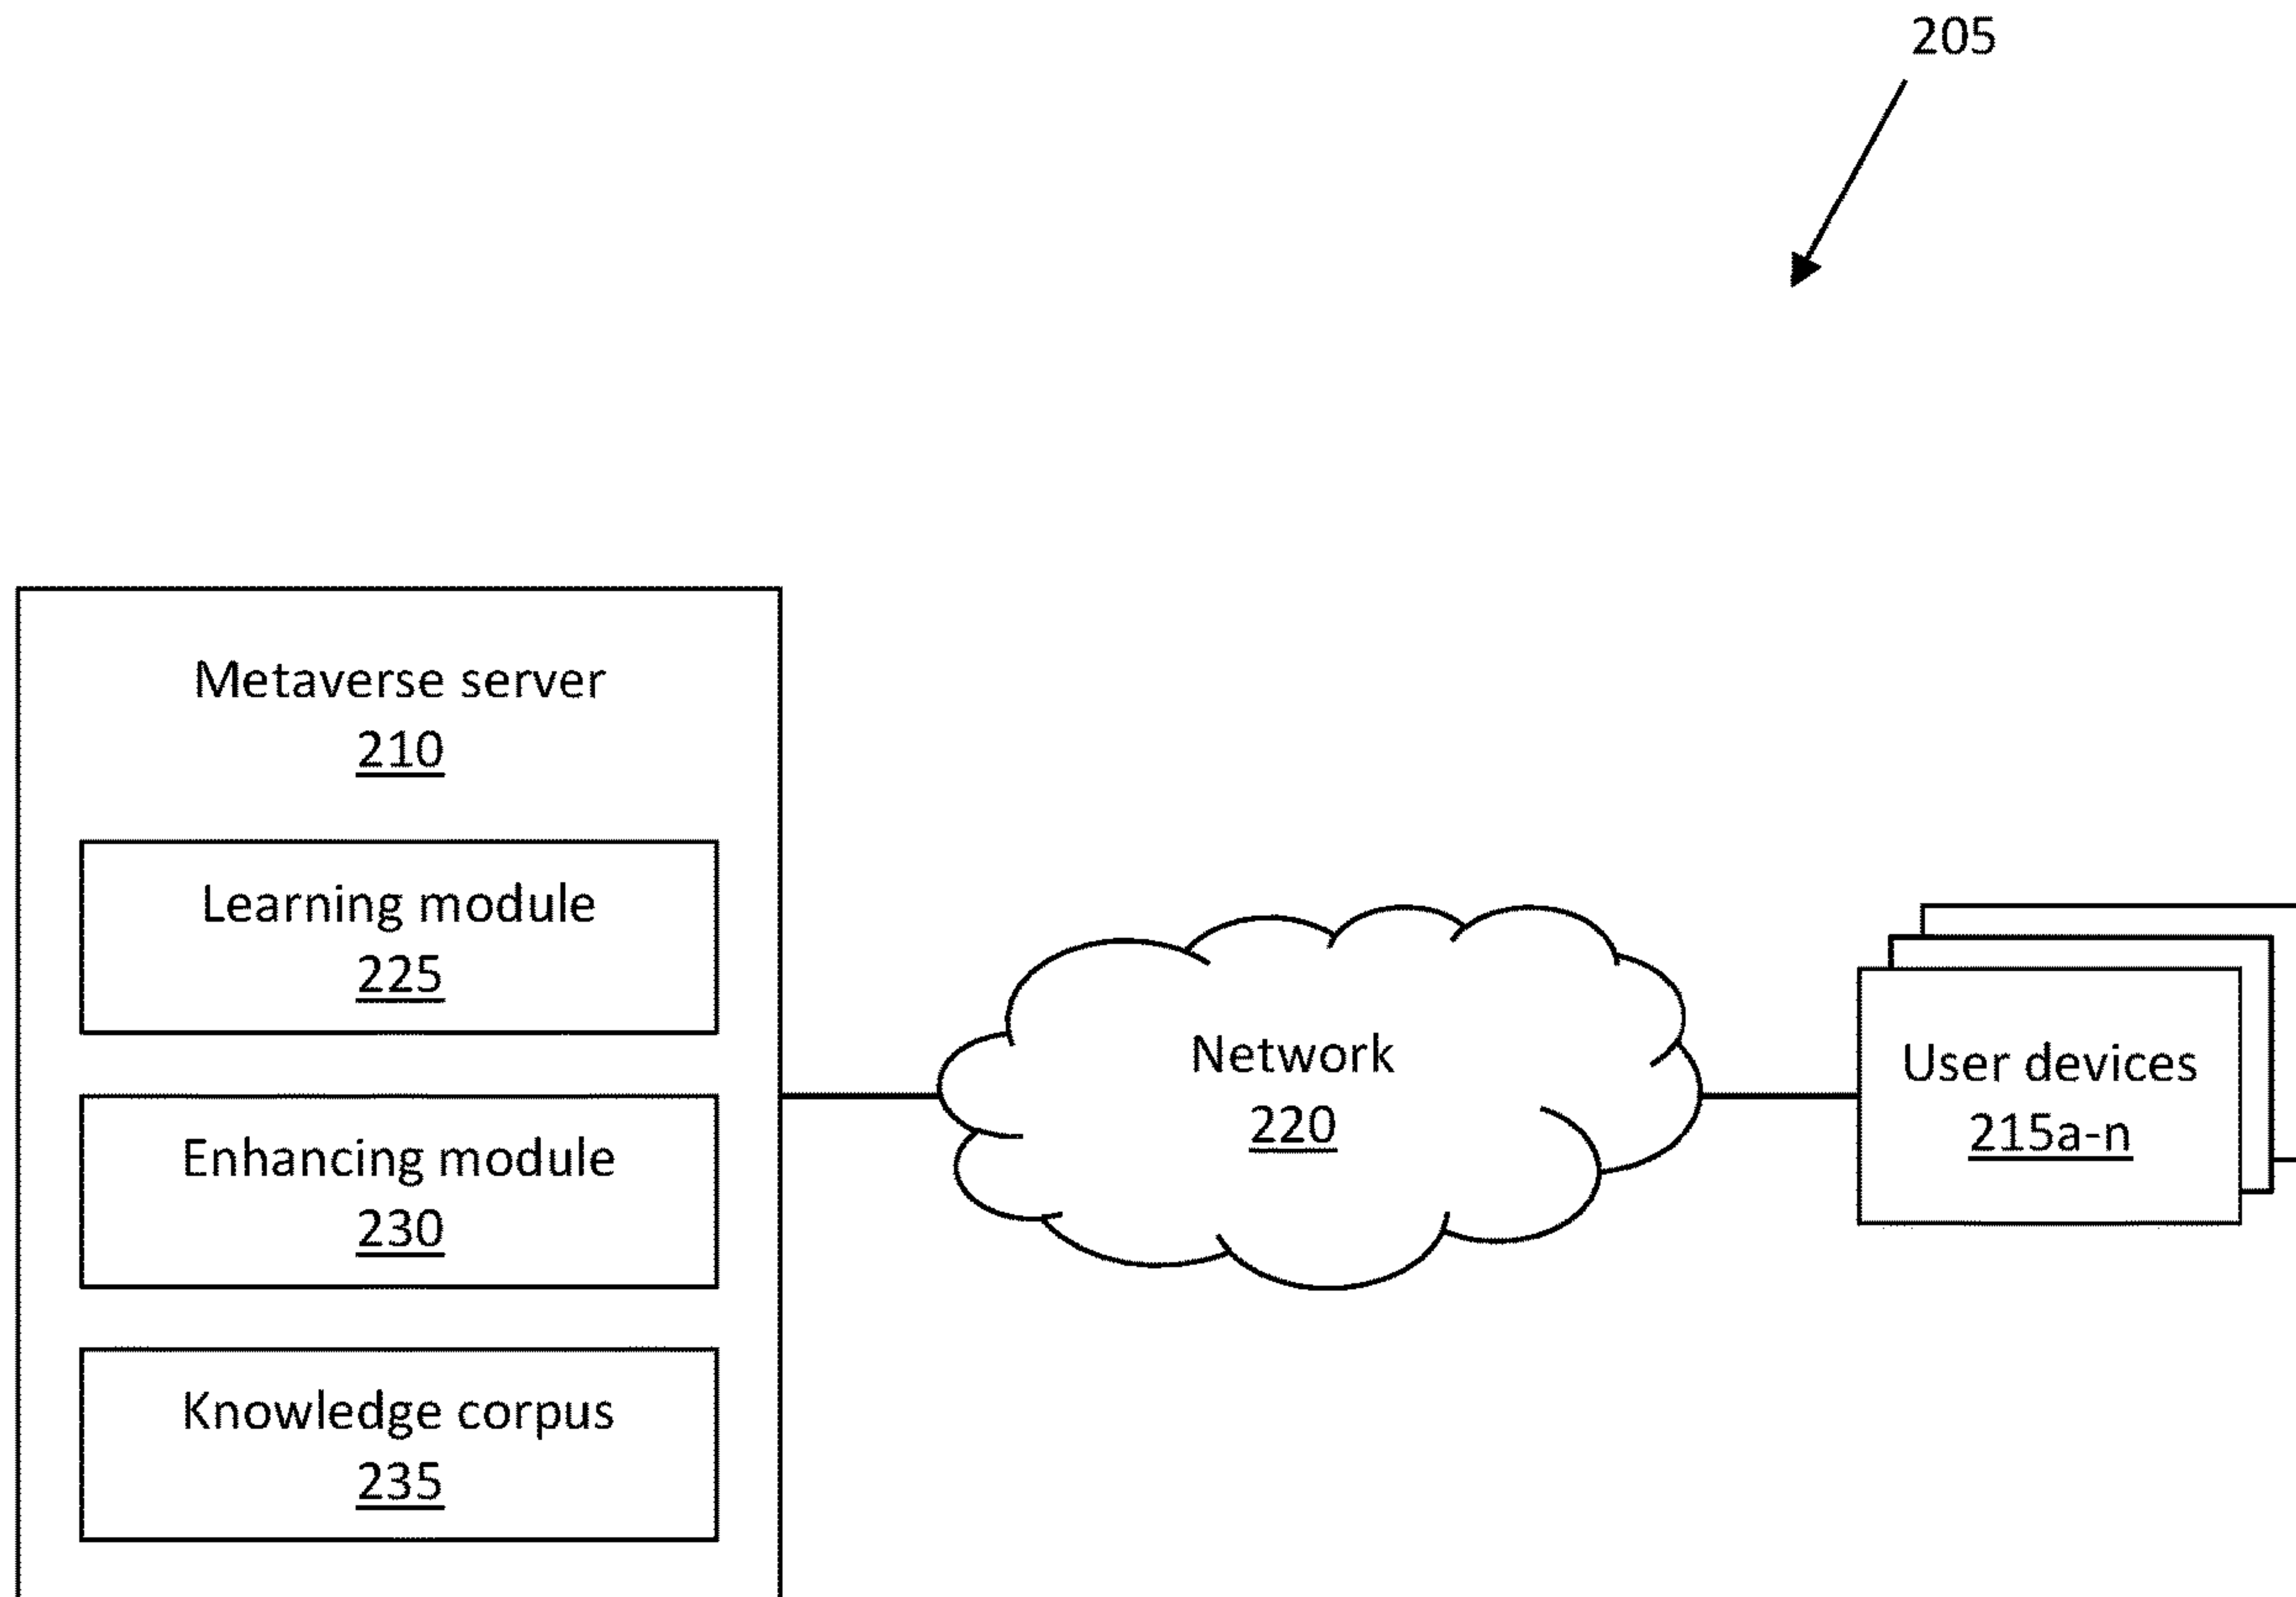 205
Metaverse server
210
Learning module
225
Enhancing module
230
Knowledge corpus
235
Network
220
User devices
215a-n